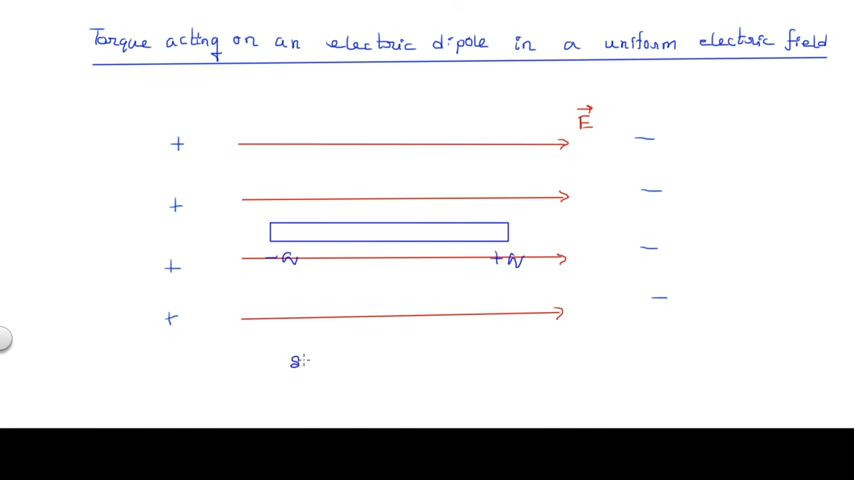 Torque acting on an electric dipole in a uniform electric field
E
+ −
+ −
−q +q
+ −
+ −